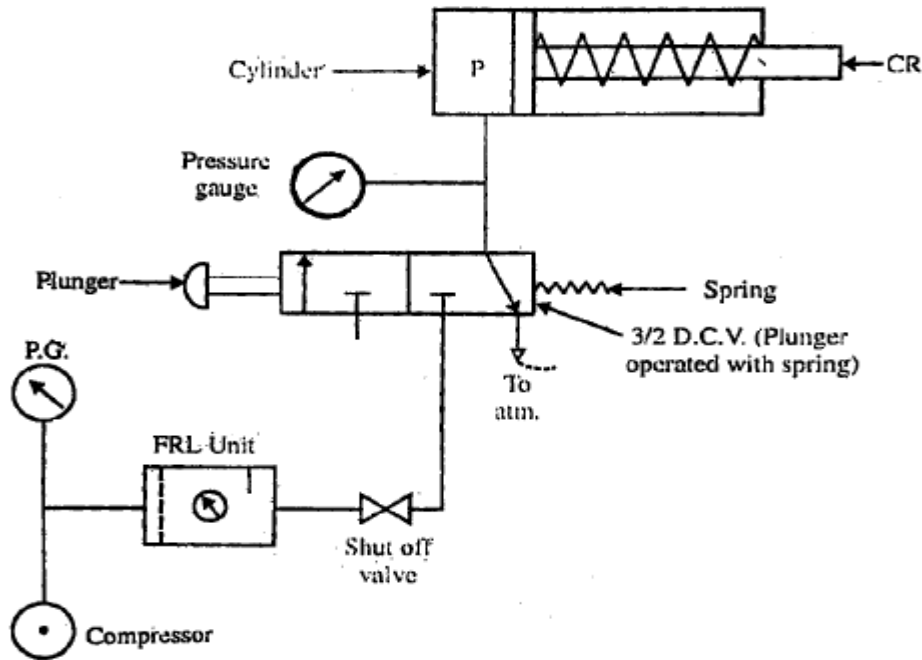 Cylinder
P
CR
Pressure
gauge
Plunger
Spring
3/2 D.C.V. (Plunger
operated with spring)
To
atm.
P.G.
FRL Unit
Shut off
valve
Compressor